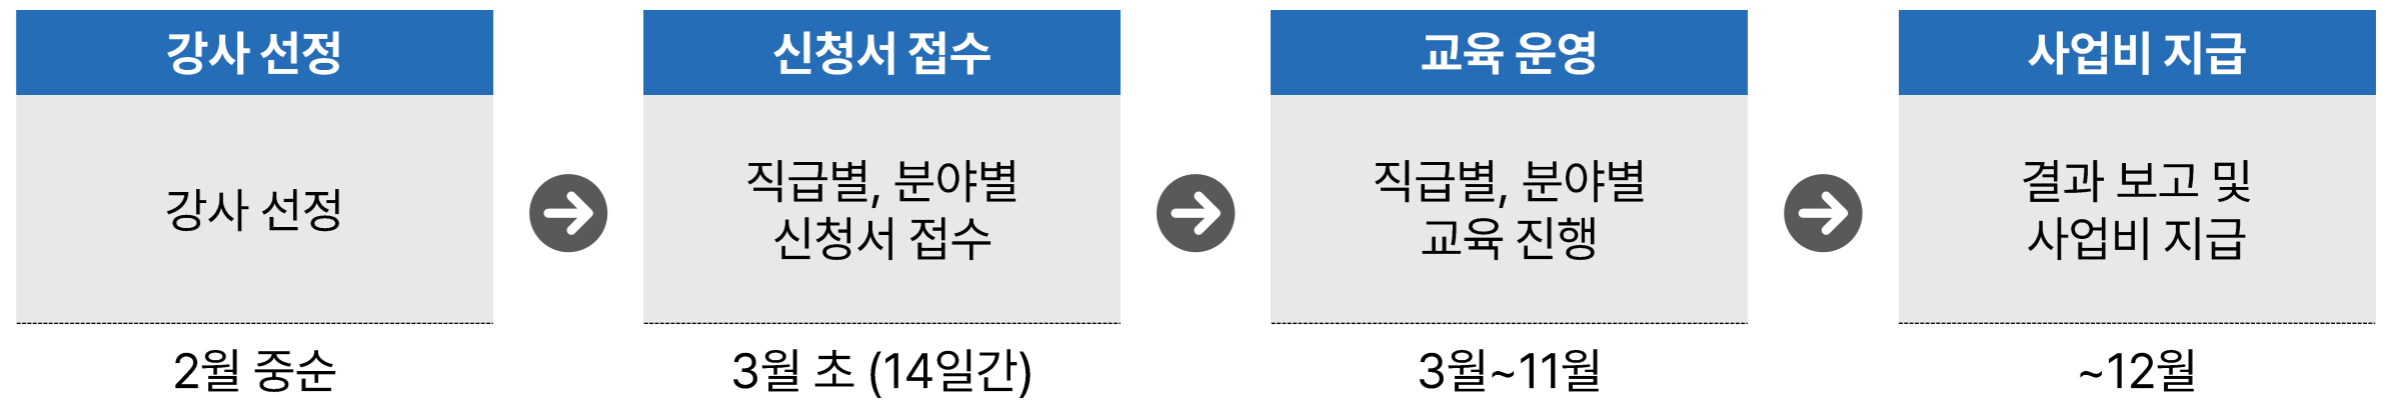 강사 선정
강사 선정
2월 중순
신청서 접수
직급별, 분야별
신청서 접수
3월 초 (14일간)
교육 운영
직급별, 분야별
교육 진행
3월~11월
사업비 지급
결과 보고 및
사업비 지급
~12월